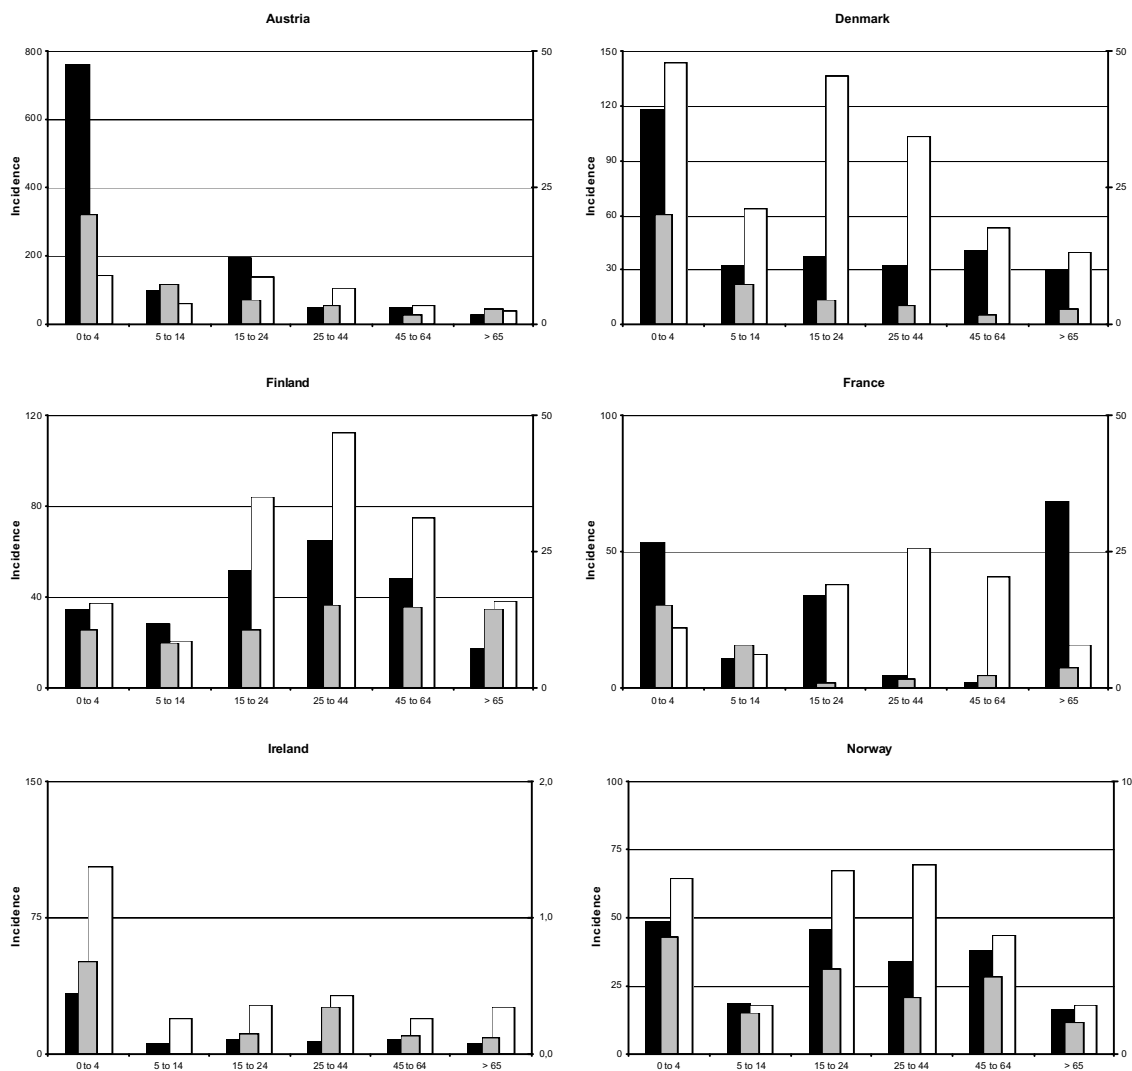 Austria
800
600
400
200
0
Incidence
50
25
0
0 to 4
5 to 14
15 to 24
25 to 44
45 to 64
> 65
Denmark
150
120
90
60
30
0
Incidence
50
25
0
0 to 4
5 to 14
15 to 24
25 to 44
45 to 64
> 65
Finland
120
80
40
0
Incidence
50
25
0
0 to 4
5 to 14
15 to 24
25 to 44
45 to 64
> 65
France
100
50
0
Incidence
50
25
0
0 to 4
5 to 14
15 to 24
25 to 44
45 to 64
> 65
Ireland
150
75
0
Incidence
2,0
1,0
0,0
0 to 4
5 to 14
15 to 24
25 to 44
45 to 64
> 65
Norway
100
75
50
25
0
Incidence
10
0
0 to 4
5 to 14
15 to 24
25 to 44
45 to 64
> 65